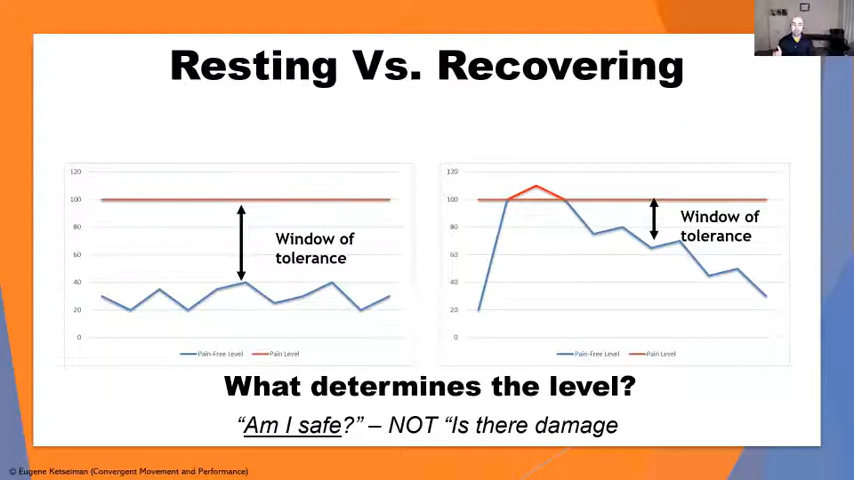 Resting Vs. Recovering
120
100
80
60
40
20
0
Window of
tolerance
Pain-Free Level
Pain Level
120
100
80
60
40
20
0
Window of
tolerance
Pain-Free Level
Pain Level
What determines the level?
“Am I safe?” – NOT “Is there damage
© Eugene Ketselman (Convergent Movement and Performance)